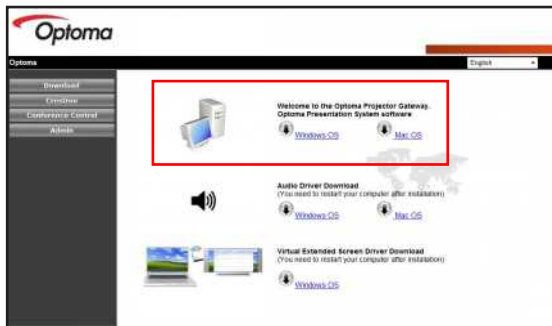 Optoma
Optoma
English
Download
Crestron
Conference Control
Admin
Welcome to the Optoma Projector Gateway.
Optoma Presentation System software
Windows OS Mac OS
Audio Driver Download
(You need to restart your computer after installation)
Windows OS Mac OS
Virtual Extended Screen Driver Download
(You need to restart your computer after installation)
Windows OS